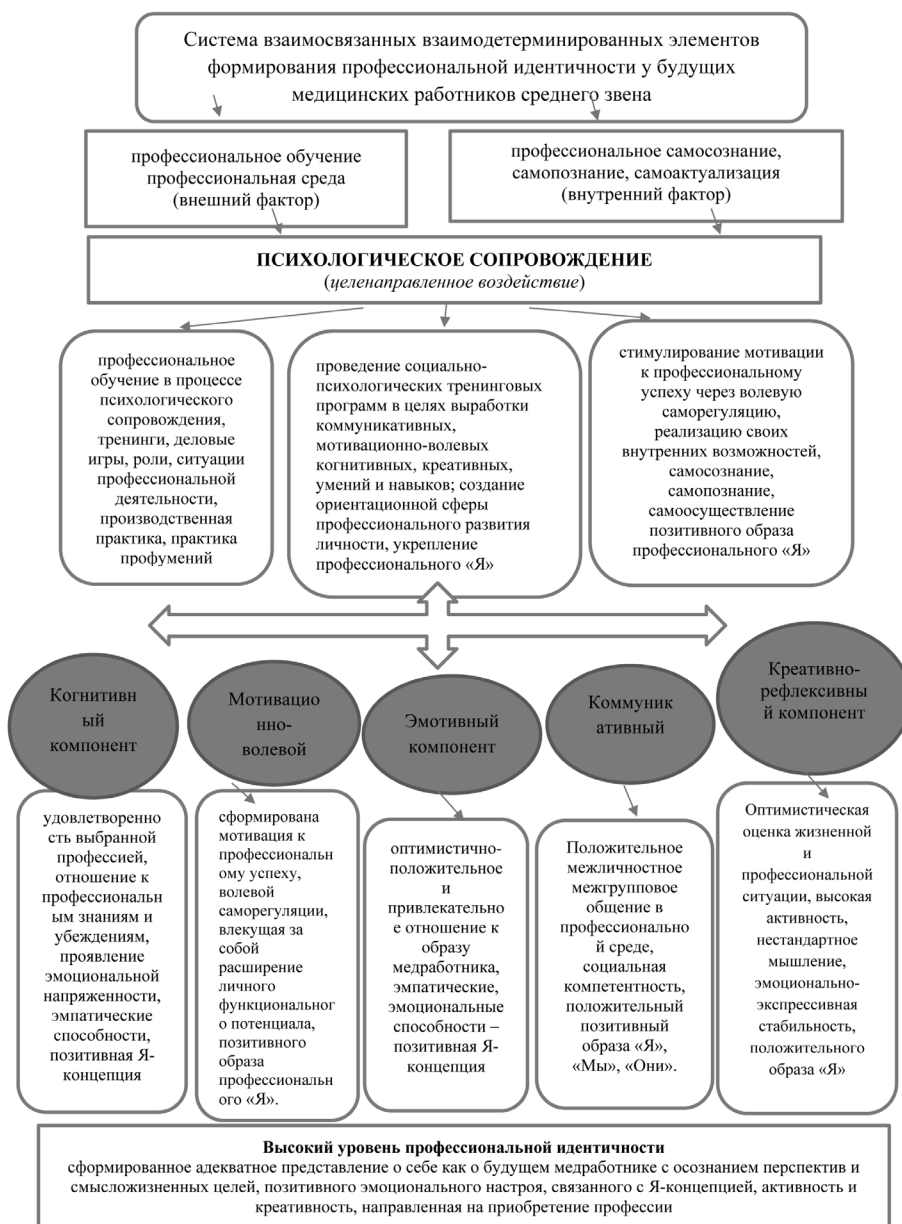 Система взаимосвязанных взаимодетерминированных элементов
формирования профессиональной идентичности у будущих
медицинских работников среднего звена
профессиональное обучение
профессиональная среда
(внешний фактор)
профессиональное самосознание,
самопознание, самоактуализация
(внутренний фактор)
ПСИХОЛОГИЧЕСКОЕ СОПРОВОЖДЕНИЕ
(целенаправленное воздействие)
профессиональное
обучение в процессе
психологического
сопровождения,
тренинги, деловые
игры, роли, ситуации
профессиональной
деятельности,
производственная
практика, практика
профумений
проведение социально-
психологических тренинговых
программ в целях выработки
коммуникативных,
мотивационно-волевых
когнитивных, креативных,
умений и навыков; создание
ориентационной сферы
профессионального развития
личности, укрепление
профессионального «Я»
стимулирование мотивации
к профессиональному
успеху через волевую
саморегуляцию,
реализацию своих
внутренних возможностей,
самосознание,
самопознание,
самоосуществление
позитивного образа
профессионального «Я»
Когнитивн
ый
компонент
Мотивацио
нно-
волевой
Эмотивный
компонент
Коммуник
ативный
Креативно-
рефлексивны
й компонент
удовлетворенно
сть выбранной
профессией,
отношение к
профессиональн
ым знаниям и
убеждениям,
проявление
эмоциональной
напряженности,
эмпатические
способности,
позитивная Я-
концепция
сформирована
мотивация к
профессиональн
ому успеху,
волевой
саморегуляции,
влекущая за
собой
расширение
личного
функционально
го потенциала,
позитивного
образа
профессиональн
ого «Я».
оптимистично-
положительное
и
привлекательно
е отношение к
образу
медработника,
эмпатические,
эмоциональные
способности –
позитивная Я-
концепция
Положительное
межличностное
межгрупповое
общение в
профессионально
й среде,
социальная
компетентность,
положительный
позитивный
образа «Я»,
«Мы», «Они».
Оптимистическая
оценка жизненной
и
профессиональной
ситуации, высокая
активность,
нестандартное
мышление,
эмоционально-
экспрессивная
стабильность,
положительного
образа «Я»
Высокий уровень профессиональной идентичности
сформированное адекватное представление о себе как о будущем медработнике с осознанием перспектив и
смысложизненных целей, позитивного эмоционального настроя, связанного с Я-концепцией, активность и
креативность, направленная на приобретение профессии